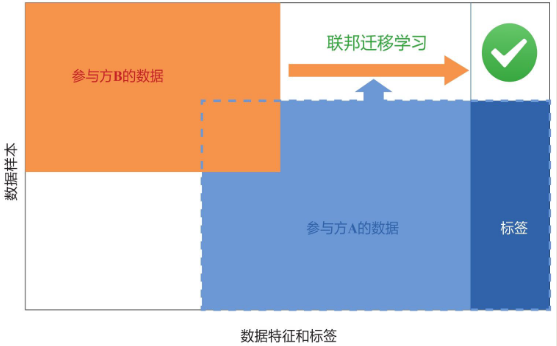 联邦迁移学习
参与方B的数据
数据样本
参与方A的数据
标签
数据特征和标签